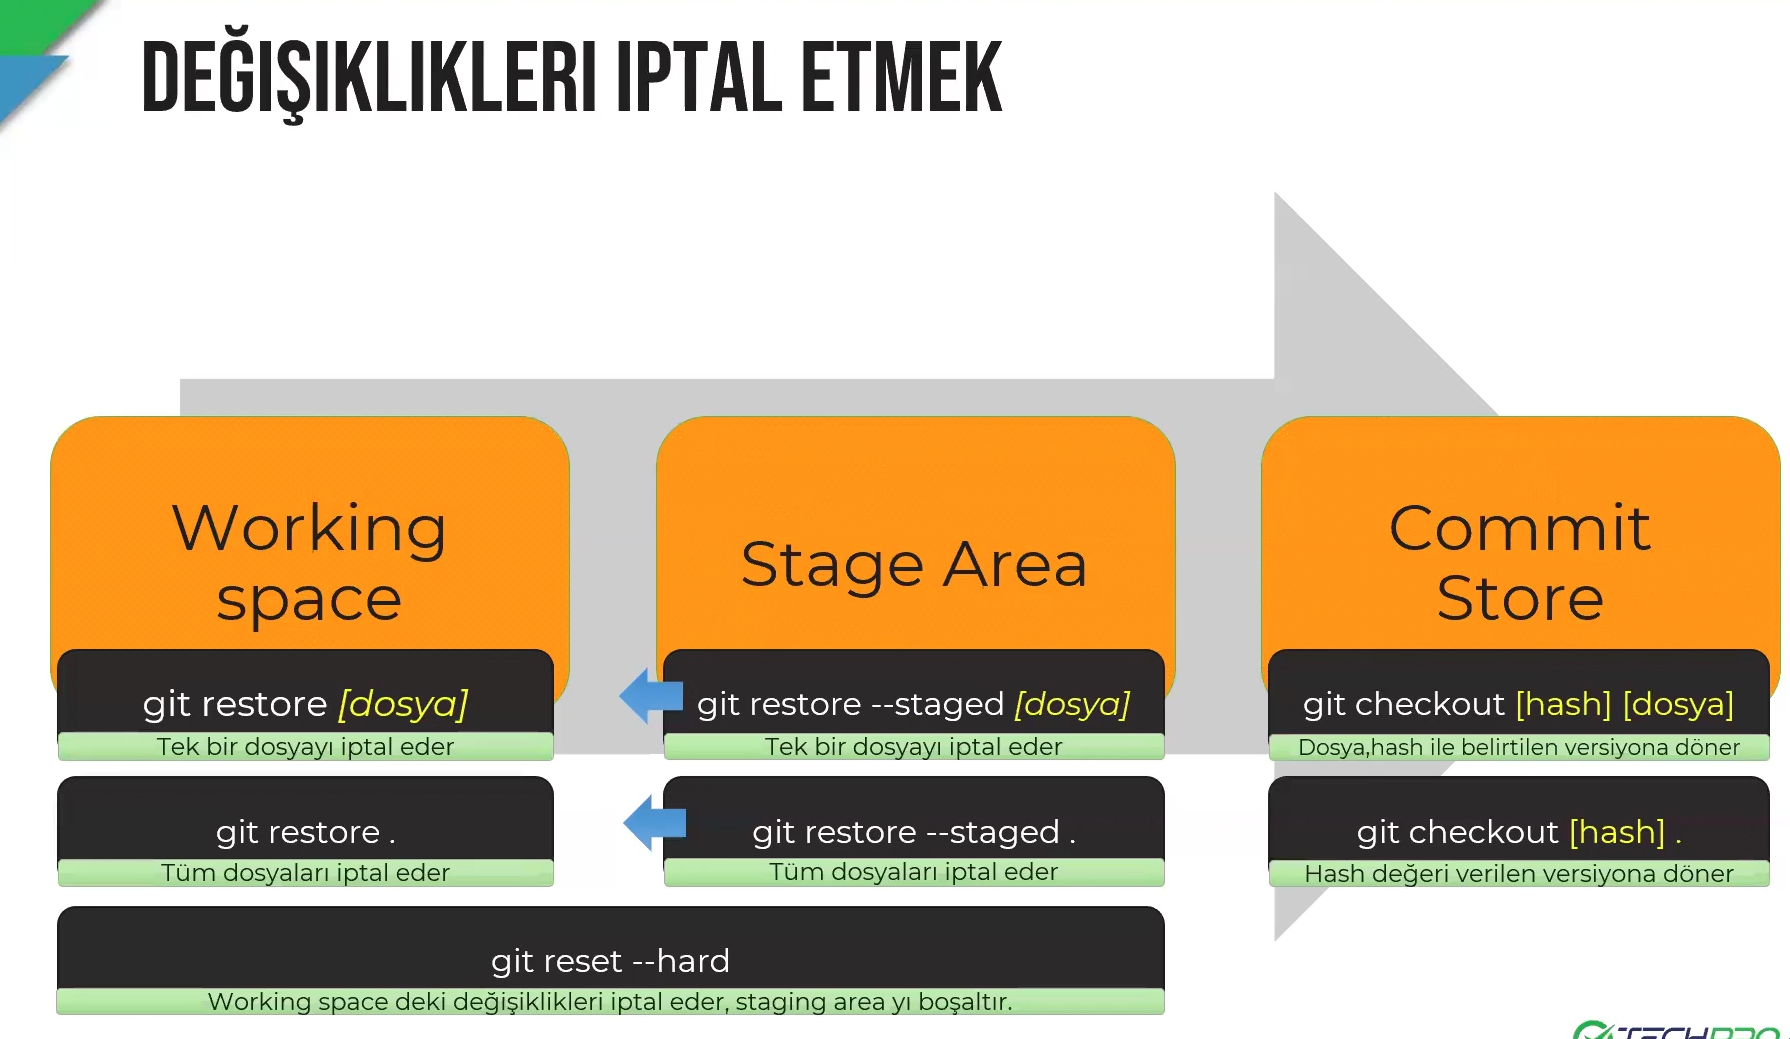 DEĞIŞIKLIKLERI IPTAL ETMEK
Working
space
git restore [dosya]
Tek bir dosyayı iptal eder
git restore .
Tüm dosyaları iptal eder
Stage Area
git restore --staged [dosya]
Tek bir dosyayı iptal eder
git restore --staged .
Tüm dosyaları iptal eder
Commit
Store
git checkout [hash] [dosya]
Dosya,hash ile belirtilen versiyona döner
git checkout [hash] .
Hash değeri verilen versiyona döner
git reset --hard
Working space deki değişiklikleri iptal eder, staging area yı boşaltır.
TECHPRO